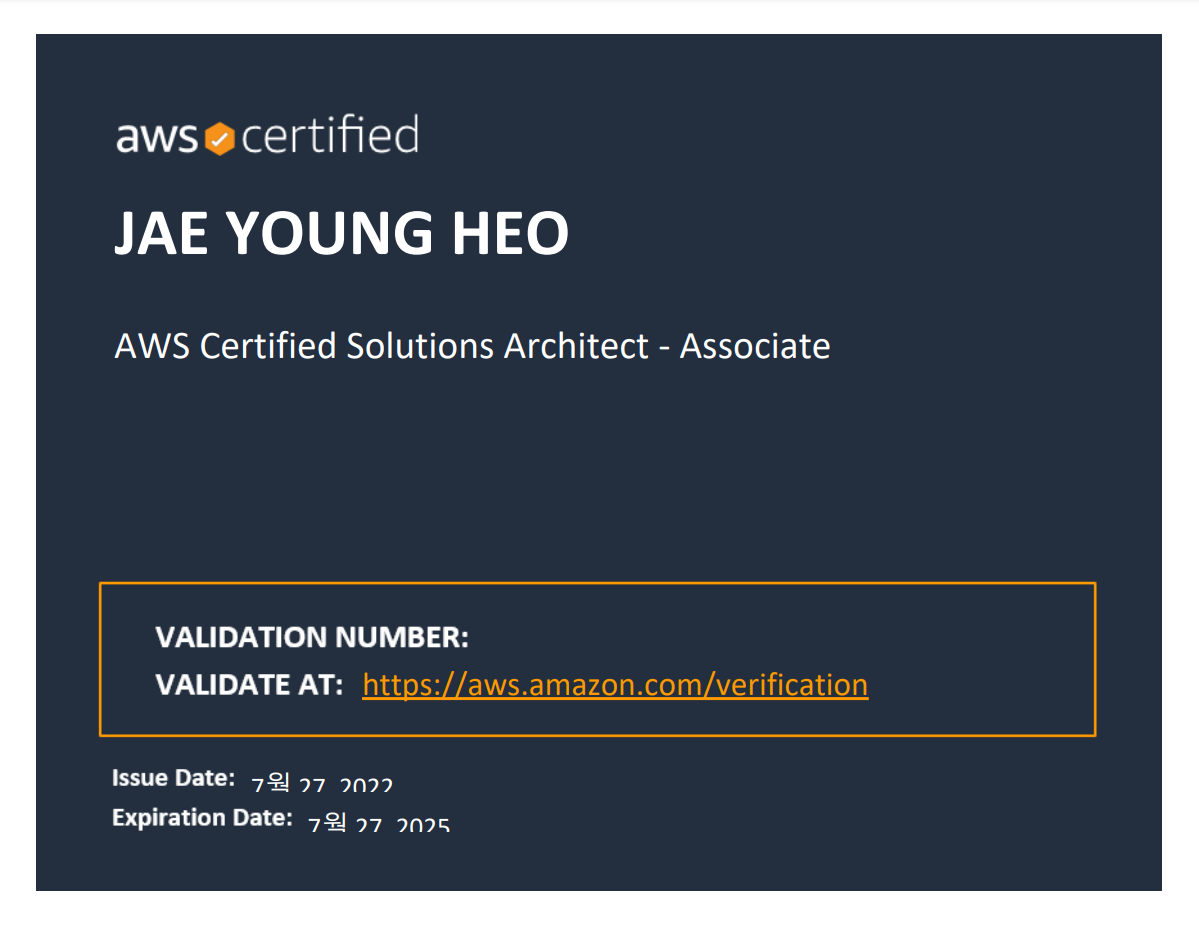 aws certified
JAE YOUNG HEO
AWS Certified Solutions Architect - Associate
VALIDATION NUMBER:
VALIDATE AT: https://aws.amazon.com/verification
Issue Date: 7월 27, 2022
Expiration Date: 7월 27, 2025